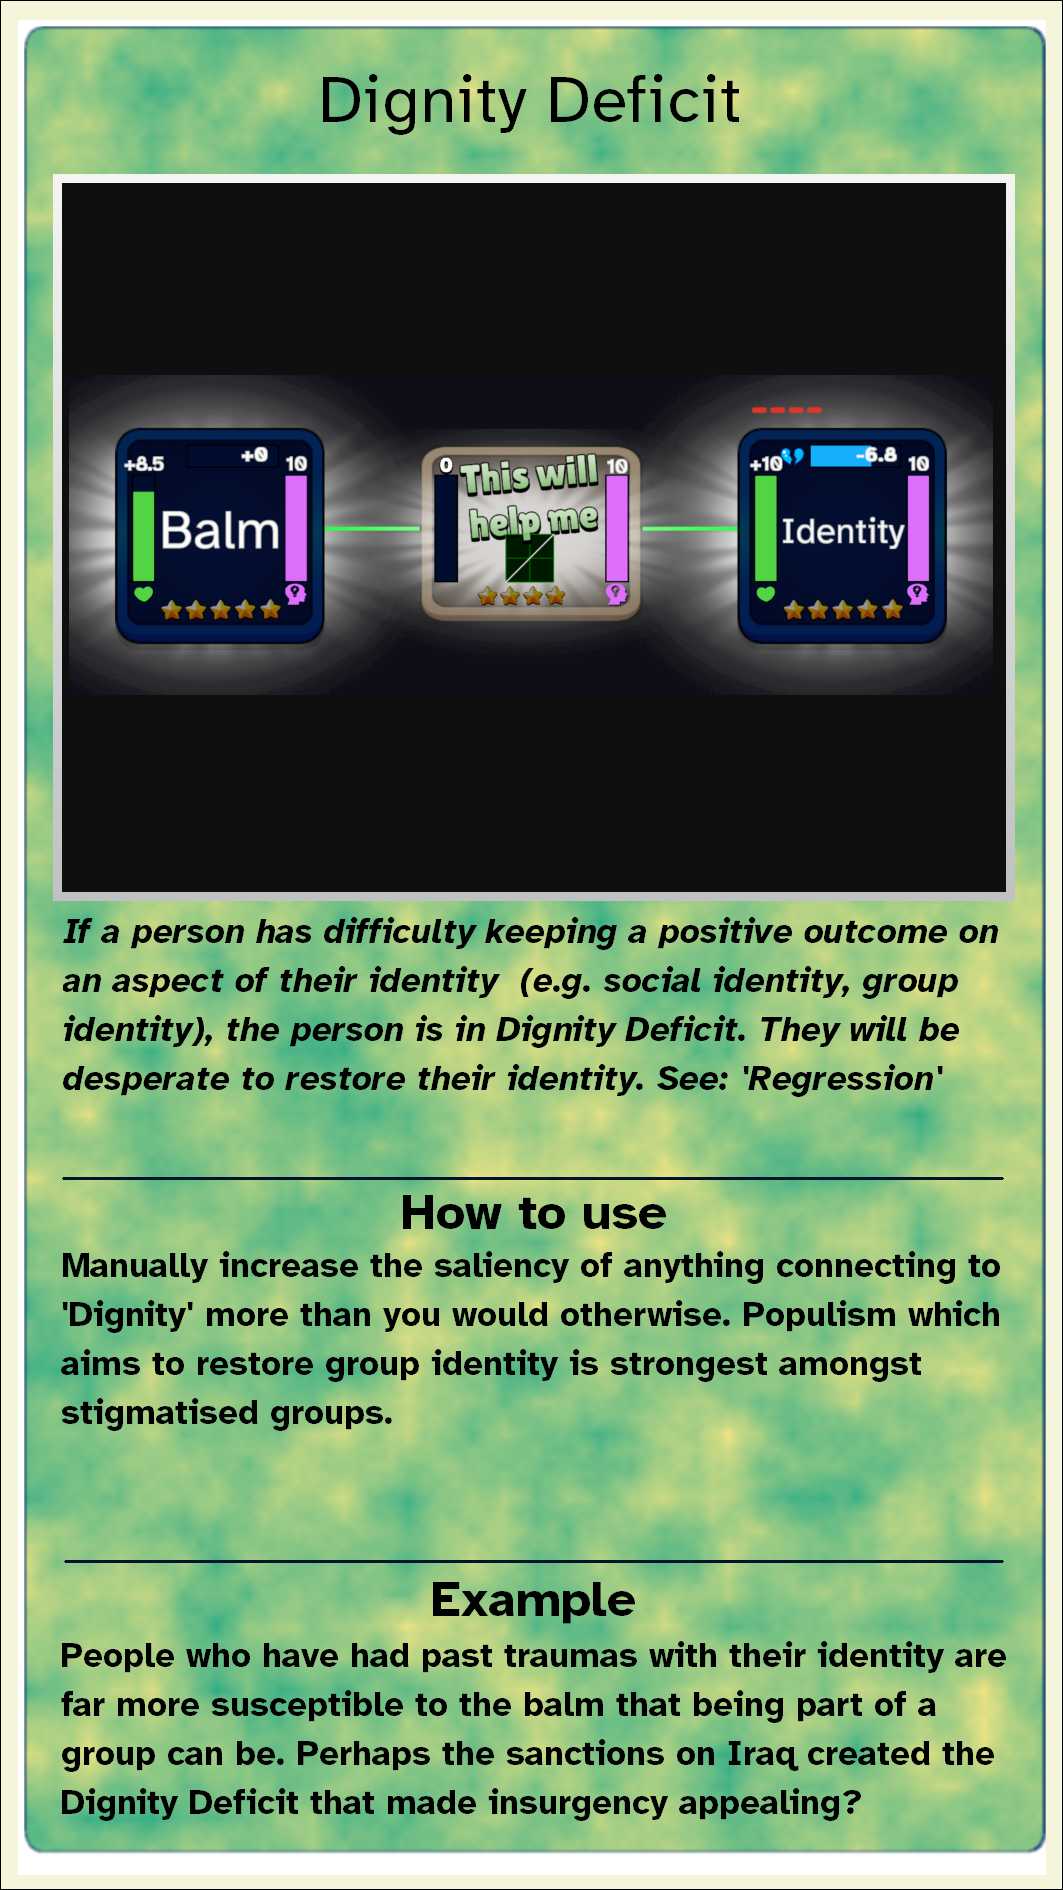 Dignity Deficit
+8.5 +0 10
Balm
0 This will 10
help me
+10 -6.8 10
Identity
If a person has difficulty keeping a positive outcome on
an aspect of their identity (e.g. social identity, group
identity), the person is in Dignity Deficit. They will be
desperate to restore their identity. See: 'Regression'
How to use
Manually increase the saliency of anything connecting to
'Dignity' more than you would otherwise. Populism which
aims to restore group identity is strongest amongst
stigmatised groups.
Example
People who have had past traumas with their identity are
far more susceptible to the balm that being part of a
group can be. Perhaps the sanctions on Iraq created the
Dignity Deficit that made insurgency appealing?